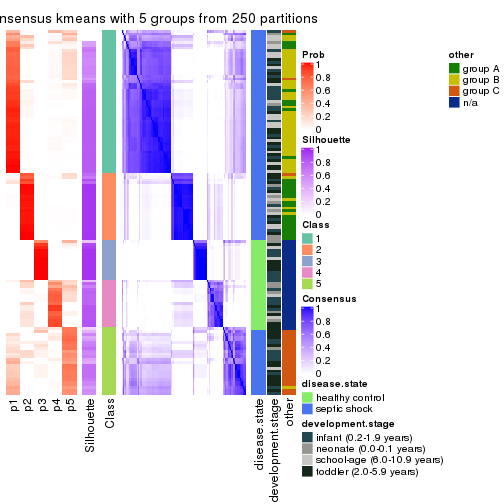 nsensus kmeans with 5 groups from 250 partitions
Prob
1
0.8
0.6
0.4
0.2
0
Silhouette
1
0.8
0.6
0.4
0.2
0
Class
1
2
3
4
5
Consensus
1
0.8
0.6
0.4
0.2
0
disease.state
healthy control
septic shock
development.stage
infant (0.2-1.9 years)
neonate (0.0-0.1 years)
school-age (6.0-10.9 years)
toddler (2.0-5.9 years)
other
group A
group B
group C
n/a
p1
p2
p3
p4
p5
Silhouette
Class
disease.state
development.stage
other